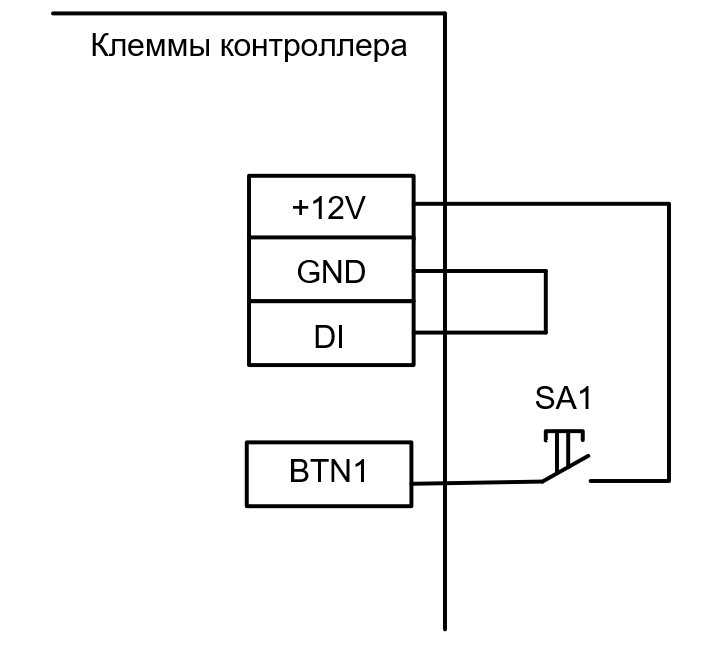 Клеммы контроллера
+12V
GND
DI
SA1
BTN1